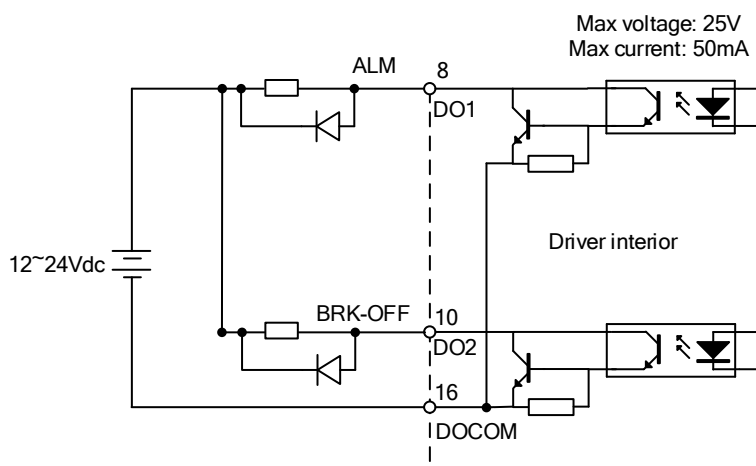 Max voltage: 25V
Max current: 50mA
ALM
8
DO1
12~24Vdc
Driver interior
BRK-OFF
10
DO2
16
DOCOM